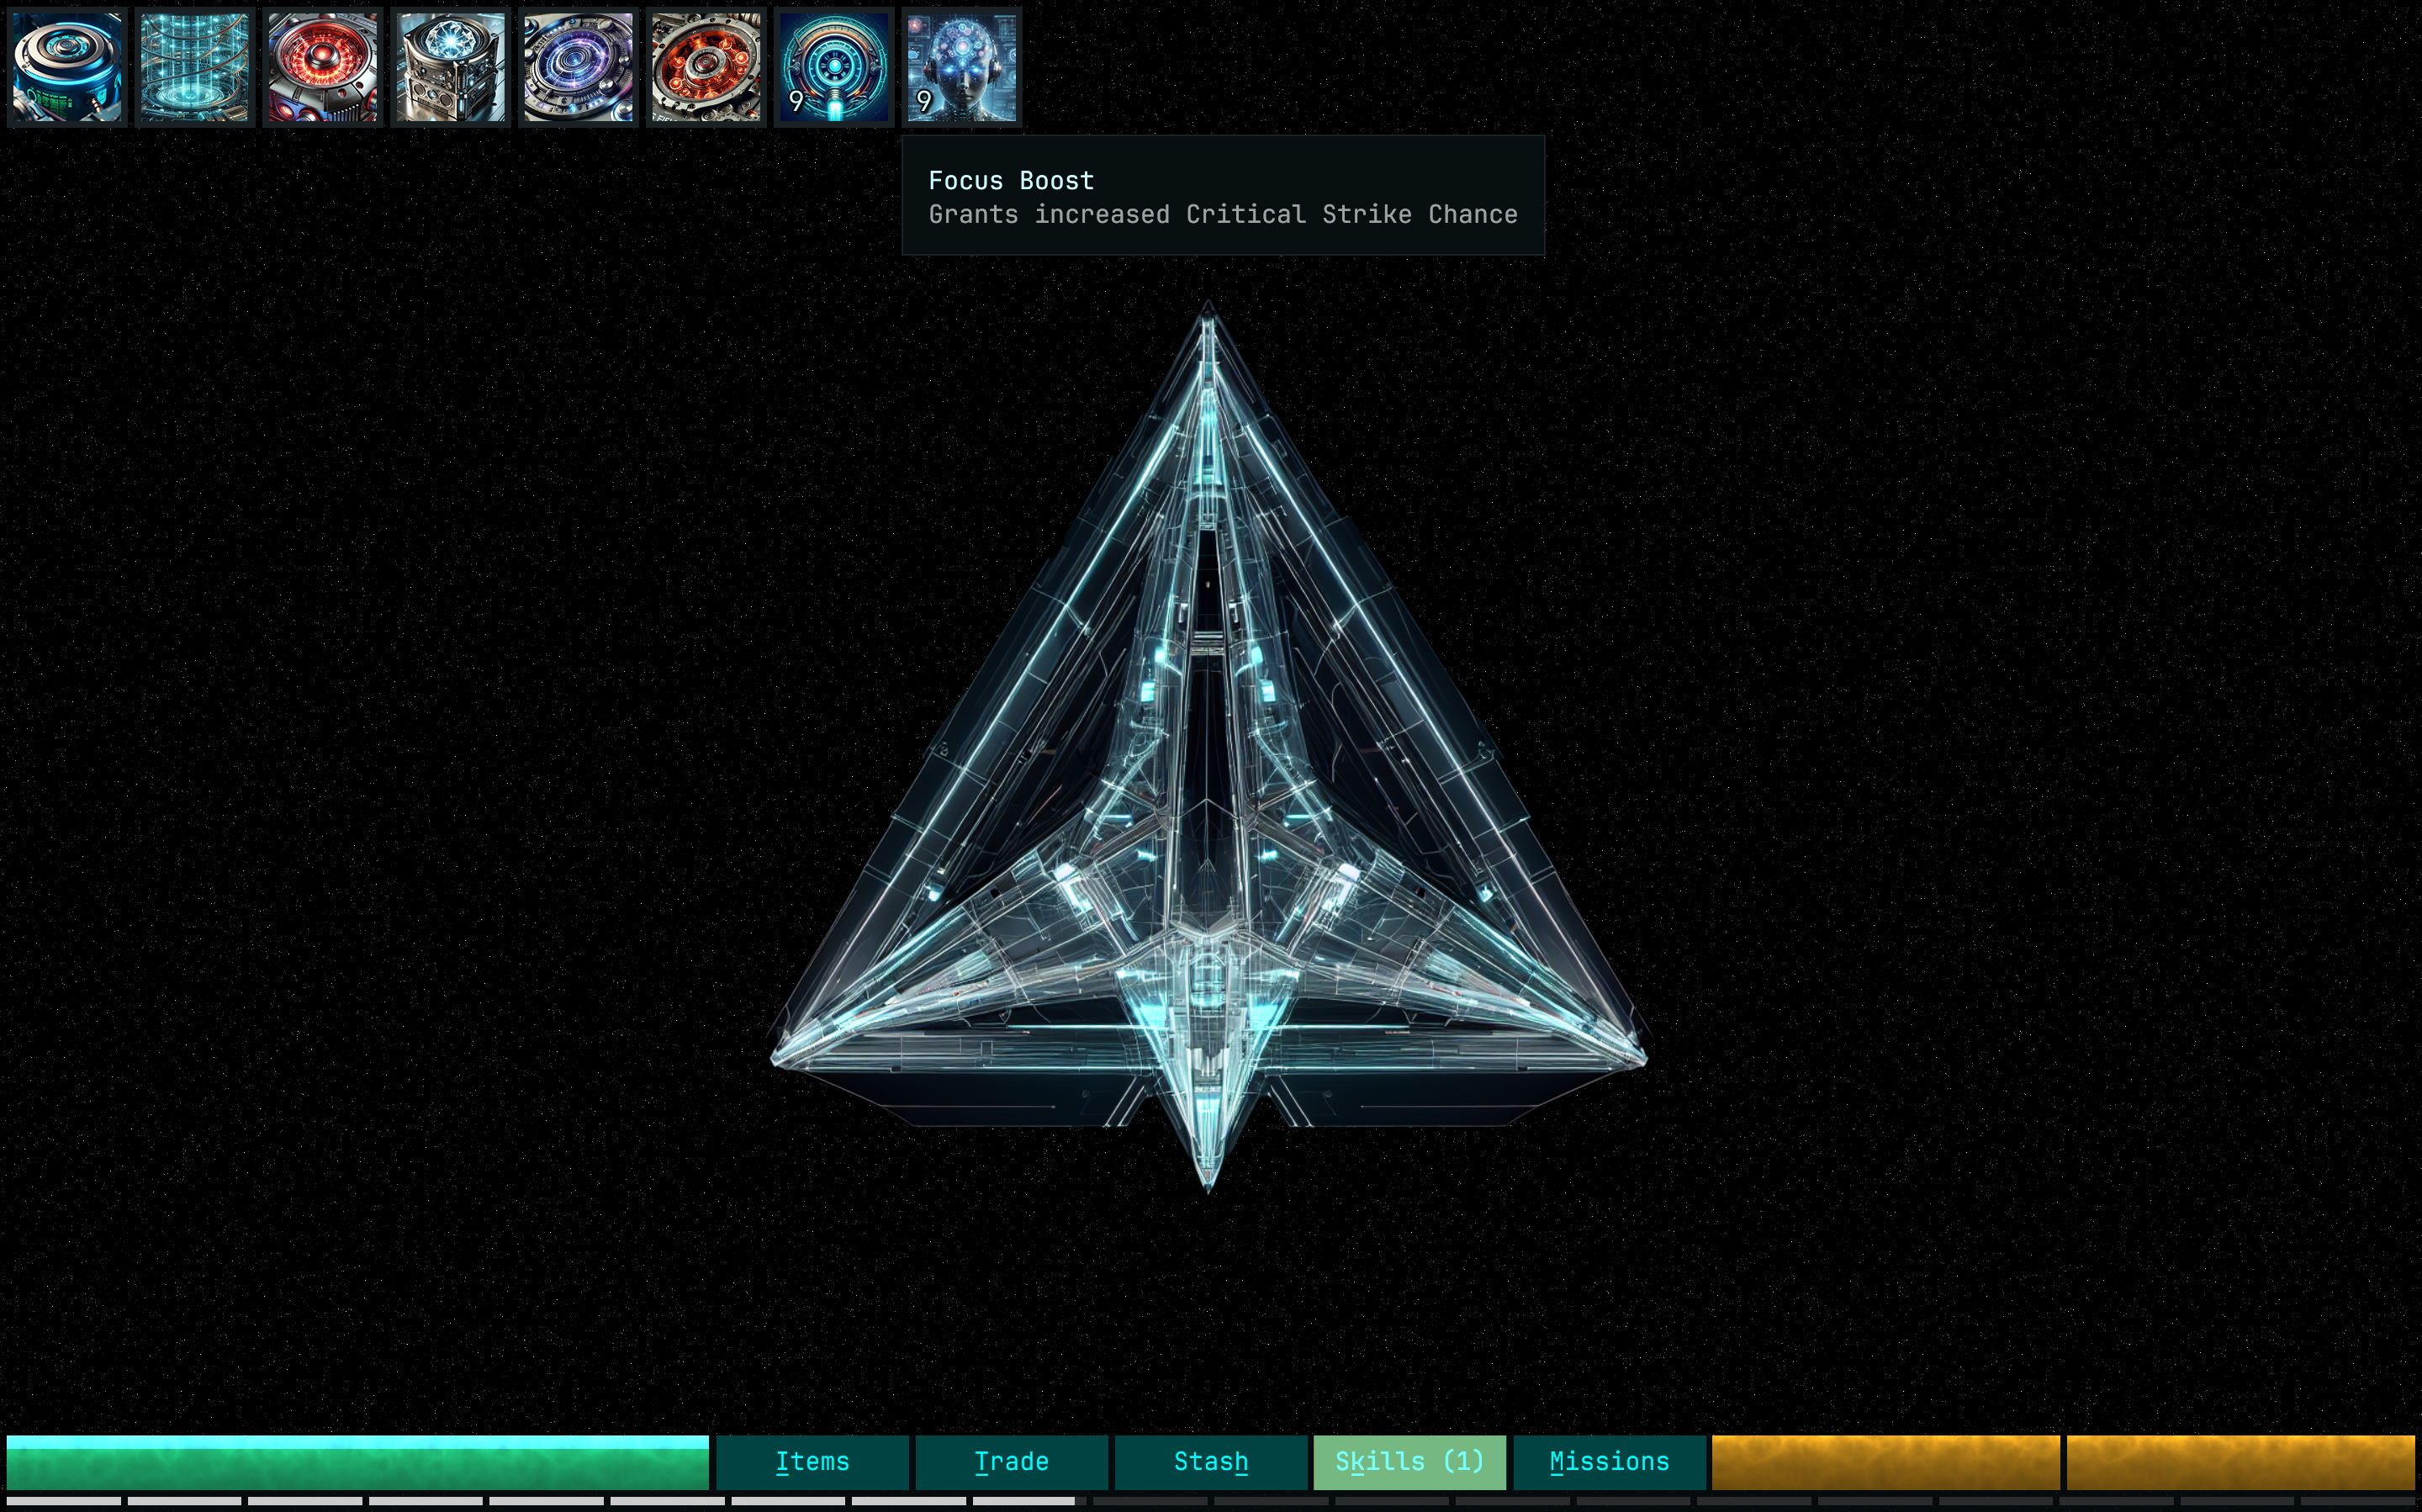 9
9
Focus Boost
Grants increased Critical Strike Chance
Items
Trade
Stash
Skills (1)
Missions